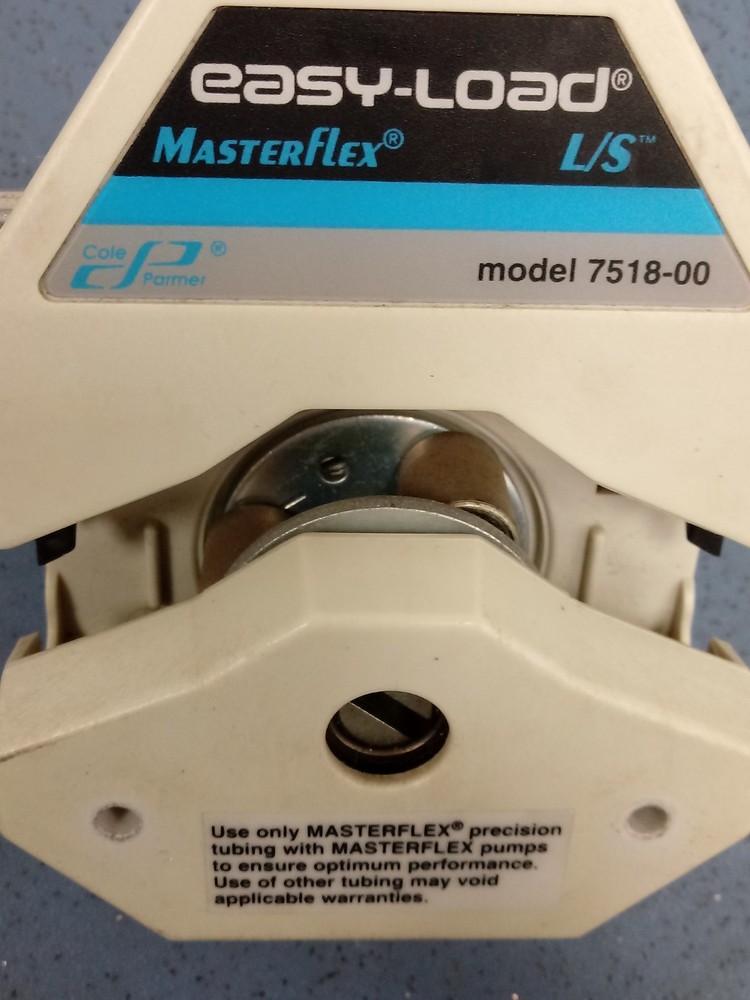 easy-Load®
MASTERFLEX® L/S™
Cole Parmer ®
model 7518-00
Use only MASTERFLEX® precision
tubing with MASTERFLEX pumps
to ensure optimum performance.
Use of other tubing may void
applicable warranties.